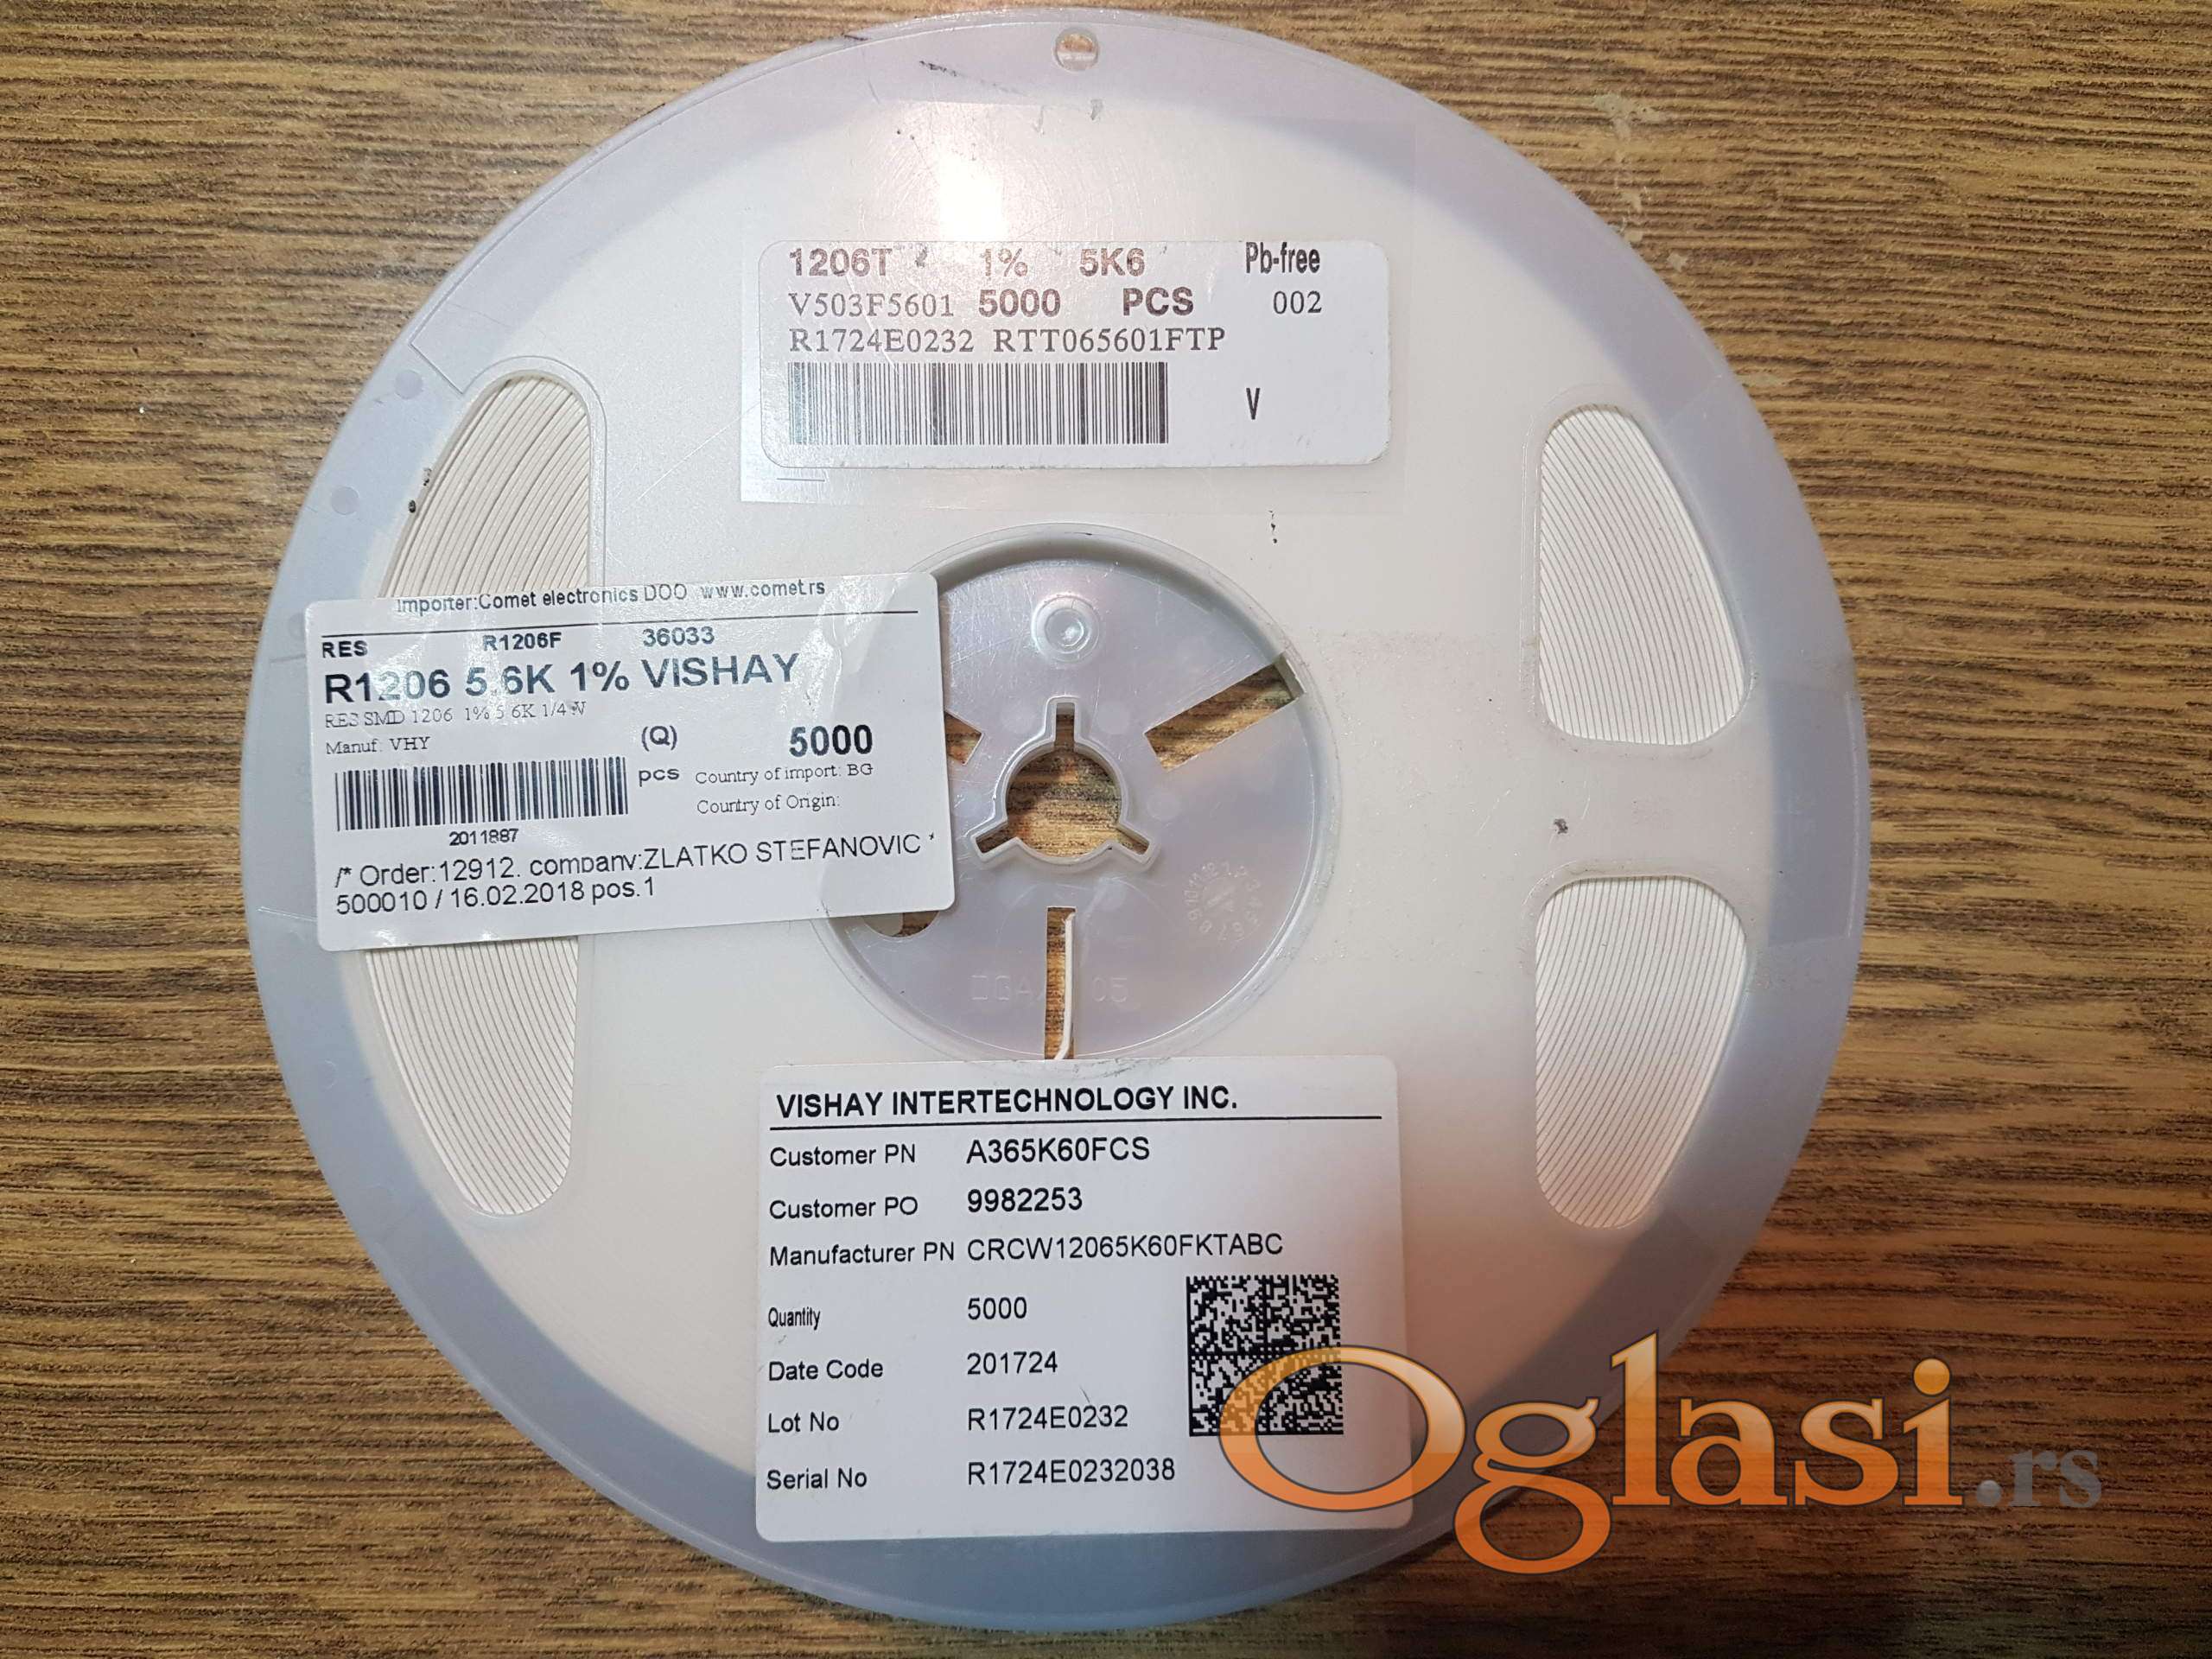 1206T 1% 5K6 Pb-free
V503F5601 5000 PCS 002
R1724E0232 RTT065601FTP
V
Importer:Comet electronics DOO www.comet.rs
RES R1206F 36033
R1206 5.6K 1% VISHAY
RES SMD 1206 1% 5.6K 1/4W
Manuf: VHY (Q) 5000
pcs Country of import: BG
Country of Origin:
2011887
/* Order:12912. company:ZLATKO STEFANOVIC *
500010 / 16.02.2018 pos.1
VISHAY INTERTECHNOLOGY INC.
Customer PN A365K60FCS
Customer PO 9982253
Manufacturer PN CRCW12065K60FKTABC
Quantity 5000
Date Code 201724
Lot No R1724E0232
Serial No R1724E0232038
Oglasi.rs